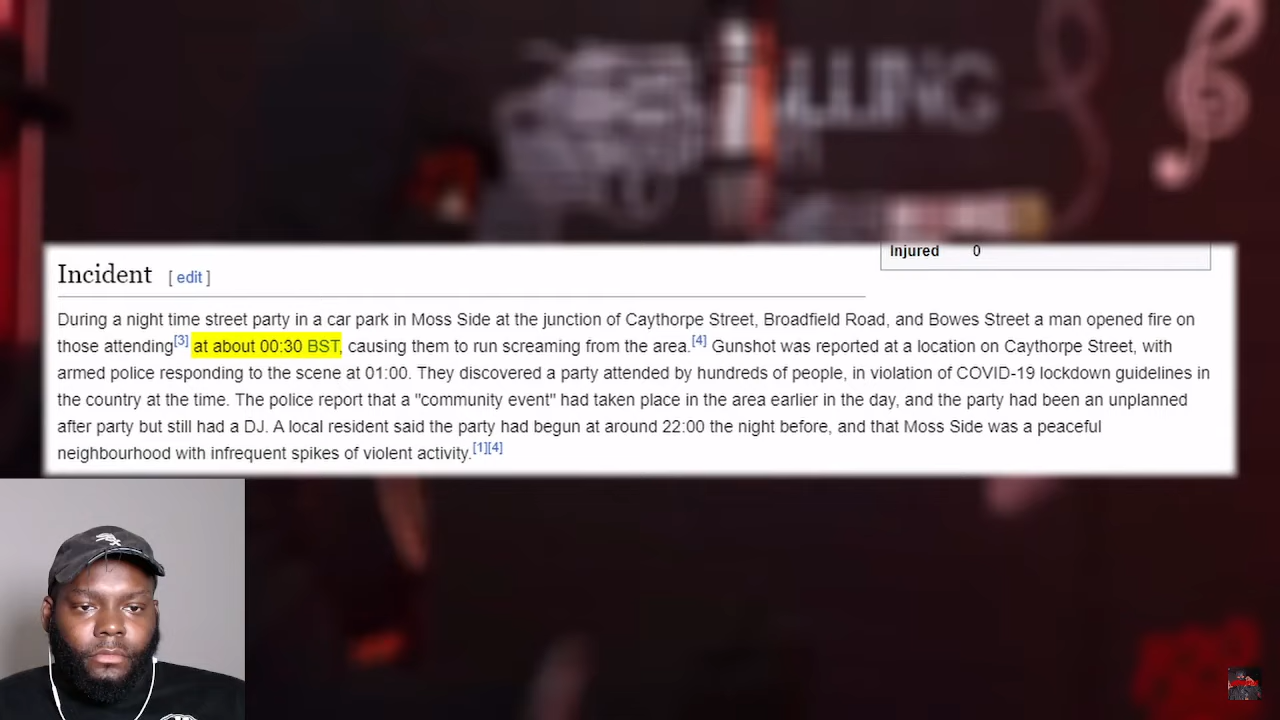 Injured 0
Incident [ edit ]
During a night time street party in a car park in Moss Side at the junction of Caythorpe Street, Broadfield Road, and Bowes Street a man opened fire on
those attending[3] at about 00:30 BST, causing them to run screaming from the area.[4] Gunshot was reported at a location on Caythorpe Street, with
armed police responding to the scene at 01:00. They discovered a party attended by hundreds of people, in violation of COVID-19 lockdown guidelines in
the country at the time. The police report that a "community event" had taken place in the area earlier in the day, and the party had been an unplanned
after party but still had a DJ. A local resident said the party had begun at around 22:00 the night before, and that Moss Side was a peaceful
neighbourhood with infrequent spikes of violent activity.[1][4]